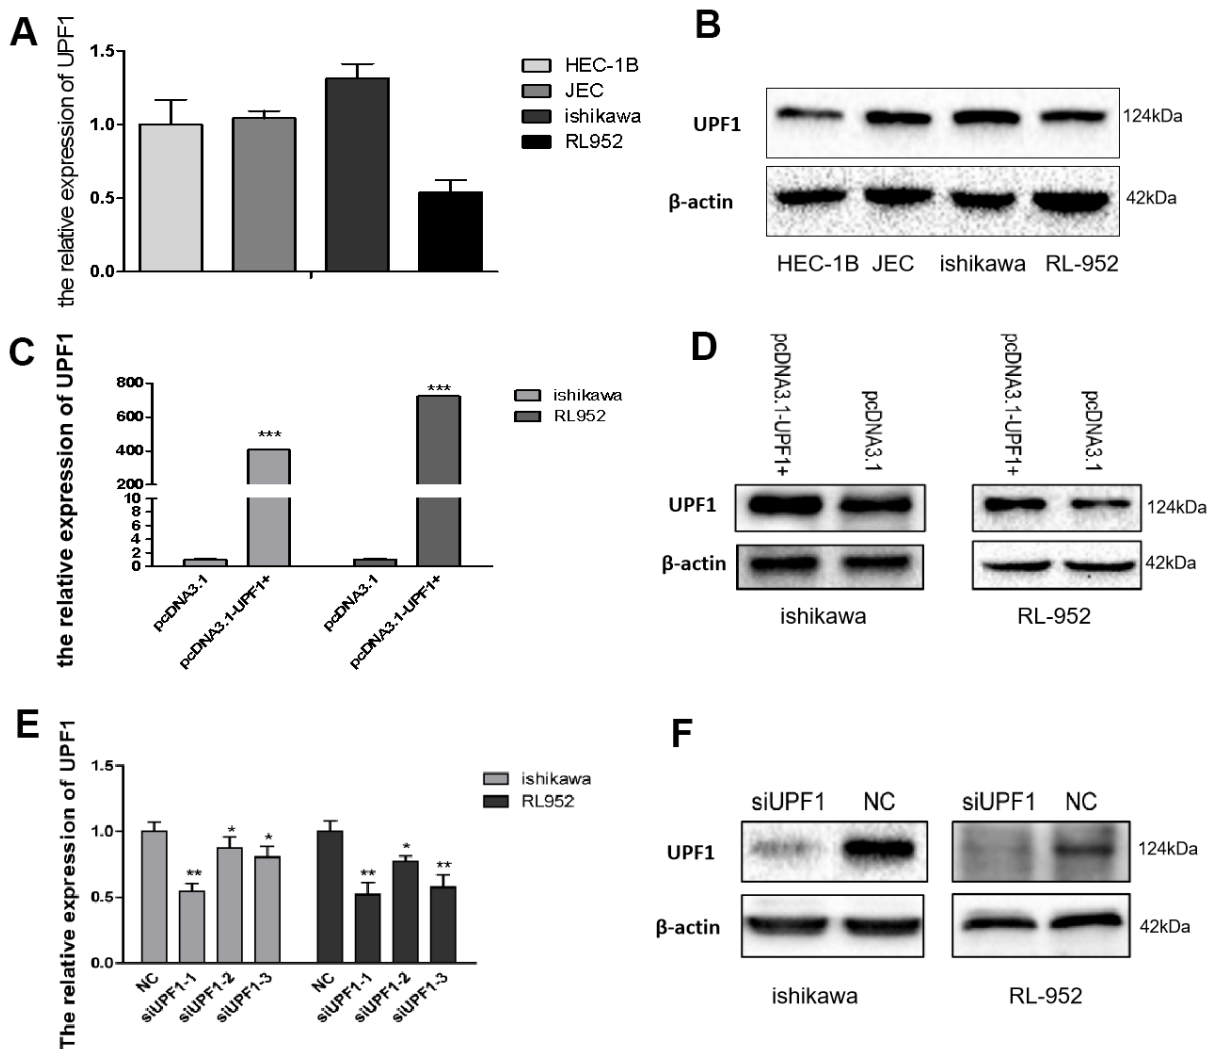 A
the relative expression of UPF1
1.5
1.0
0.5
0.0
HEC-1B
JEC
ishikawa
RL952
B
UPF1
124kDa
β-actin
42kDa
HEC-1B JEC ishikawa RL-952
C
the relative expression of UPF1
800
600
400
200
10
8
6
4
2
0
***
***
ishikawa
RL952
pcDNA3.1
pcDNA3.1-UPF1+
pcDNA3.1
pcDNA3.1-UPF1+
D
pcDNA3.1-UPF1+
pcDNA3.1
pcDNA3.1-UPF1+
pcDNA3.1
UPF1
124kDa
β-actin
42kDa
ishikawa RL-952
E
The relative expression of UPF1
1.5
1.0
0.5
0.0
**
*
*
**
*
**
ishikawa
RL952
NC
siUPF1-1
siUPF1-2
siUPF1-3
NC
siUPF1-1
siUPF1-2
siUPF1-3
F
siUPF1 NC siUPF1 NC
UPF1
124kDa
β-actin
42kDa
ishikawa RL-952